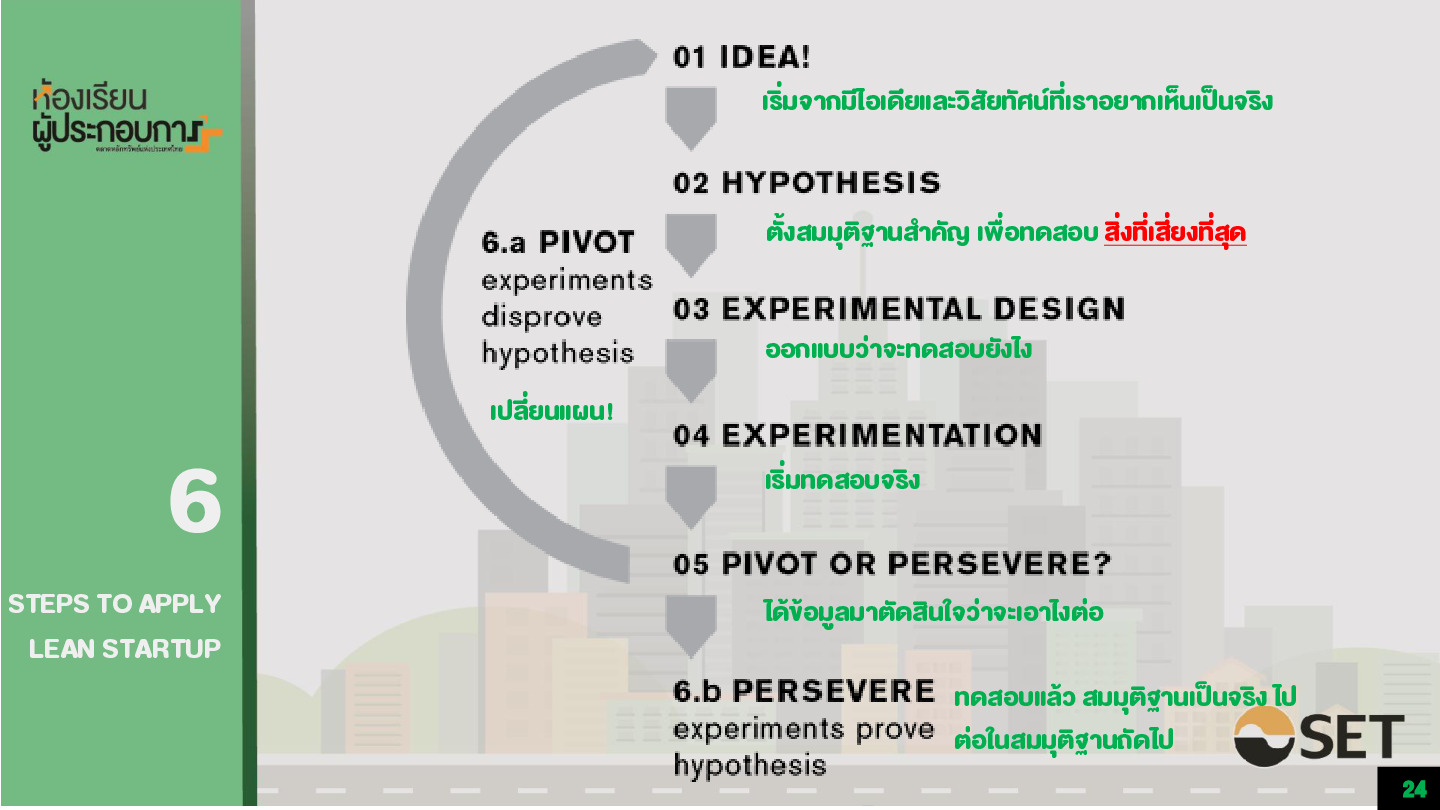 ห้องเรียน
ผู้ประกอบการ
ตลาดหลักทรัพย์แห่งประเทศไทย
6
STEPS TO APPLY
LEAN STARTUP
01 IDEA!
เริ่มจากมีไอเดียและวิสัยทัศน์ที่เราอยากเห็นเป็นจริง
02 HYPOTHESIS
ตั้งสมมุติฐานสำคัญ เพื่อทดสอบ สิ่งที่เสี่ยงที่สุด
03 EXPERIMENTAL DESIGN
ออกแบบว่าจะทดสอบยังไง
04 EXPERIMENTATION
เริ่มทดสอบจริง
05 PIVOT OR PERSEVERE?
ได้ข้อมูลมาตัดสินใจว่าจะเอาไงต่อ
6.a PIVOT
experiments
disprove
hypothesis
เปลี่ยนแผน!
6.b PERSEVERE
experiments prove
hypothesis
ทดสอบแล้ว สมมุติฐานเป็นจริง ไป
ต่อในสมมุติฐานถัดไป
SET
24